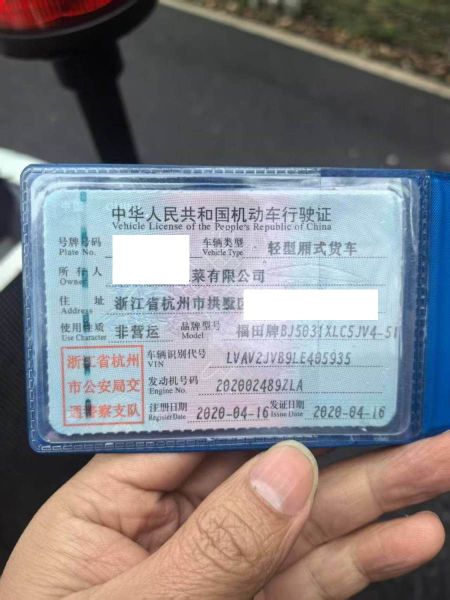 中华人民共和国机动车行驶证
Vehicle License of the People's Republic of China
号牌号码 车辆类型 轻型厢式货车
Plate No. Vehicle Type
所有人 菜有限公司
Owner
住址 浙江省杭州市拱墅区
Address
使用性质 非营运 品牌型号 福田牌BJ5031XLC5JV4-51
Use Character
浙江省杭州 车辆识别代号 LVAV2JVB9LE405935
VIN
市公安局交 发动机号码 202002489ZLA
Engine No.
通警察支队 注册日期 2020-04-16 发证日期 2020-04-16
Register Date Issue Date